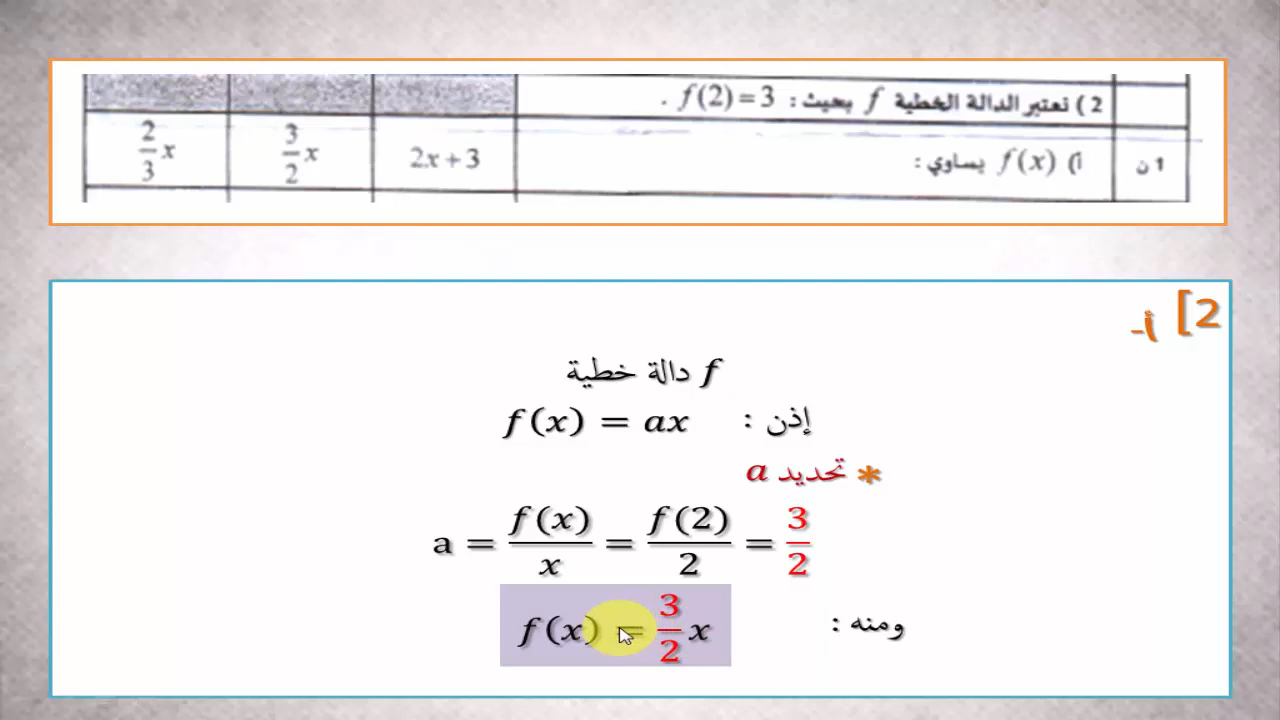 2 ) نعتبر الدالة الخطية f بحيث : f(2) = 3 .
1 ن
أ) f(x) يساوي :
2x + 3
3/2 x
2/3 x
2] أ-
f دالة خطية
إذن : f(x) = ax
* تحديد a
a = f(x)/x = f(2)/2 = 3/2
ومنه : f(x) = 3/2 x